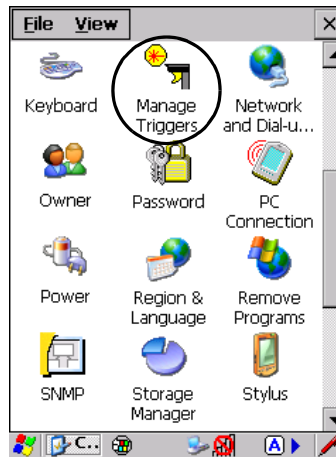 File View
Keyboard
Manage
Triggers
Network
and Dial-u...
Owner
Password
PC
Connection
Power
Region &
Language
Remove
Programs
SNMP
Storage
Manager
Stylus
C..
A